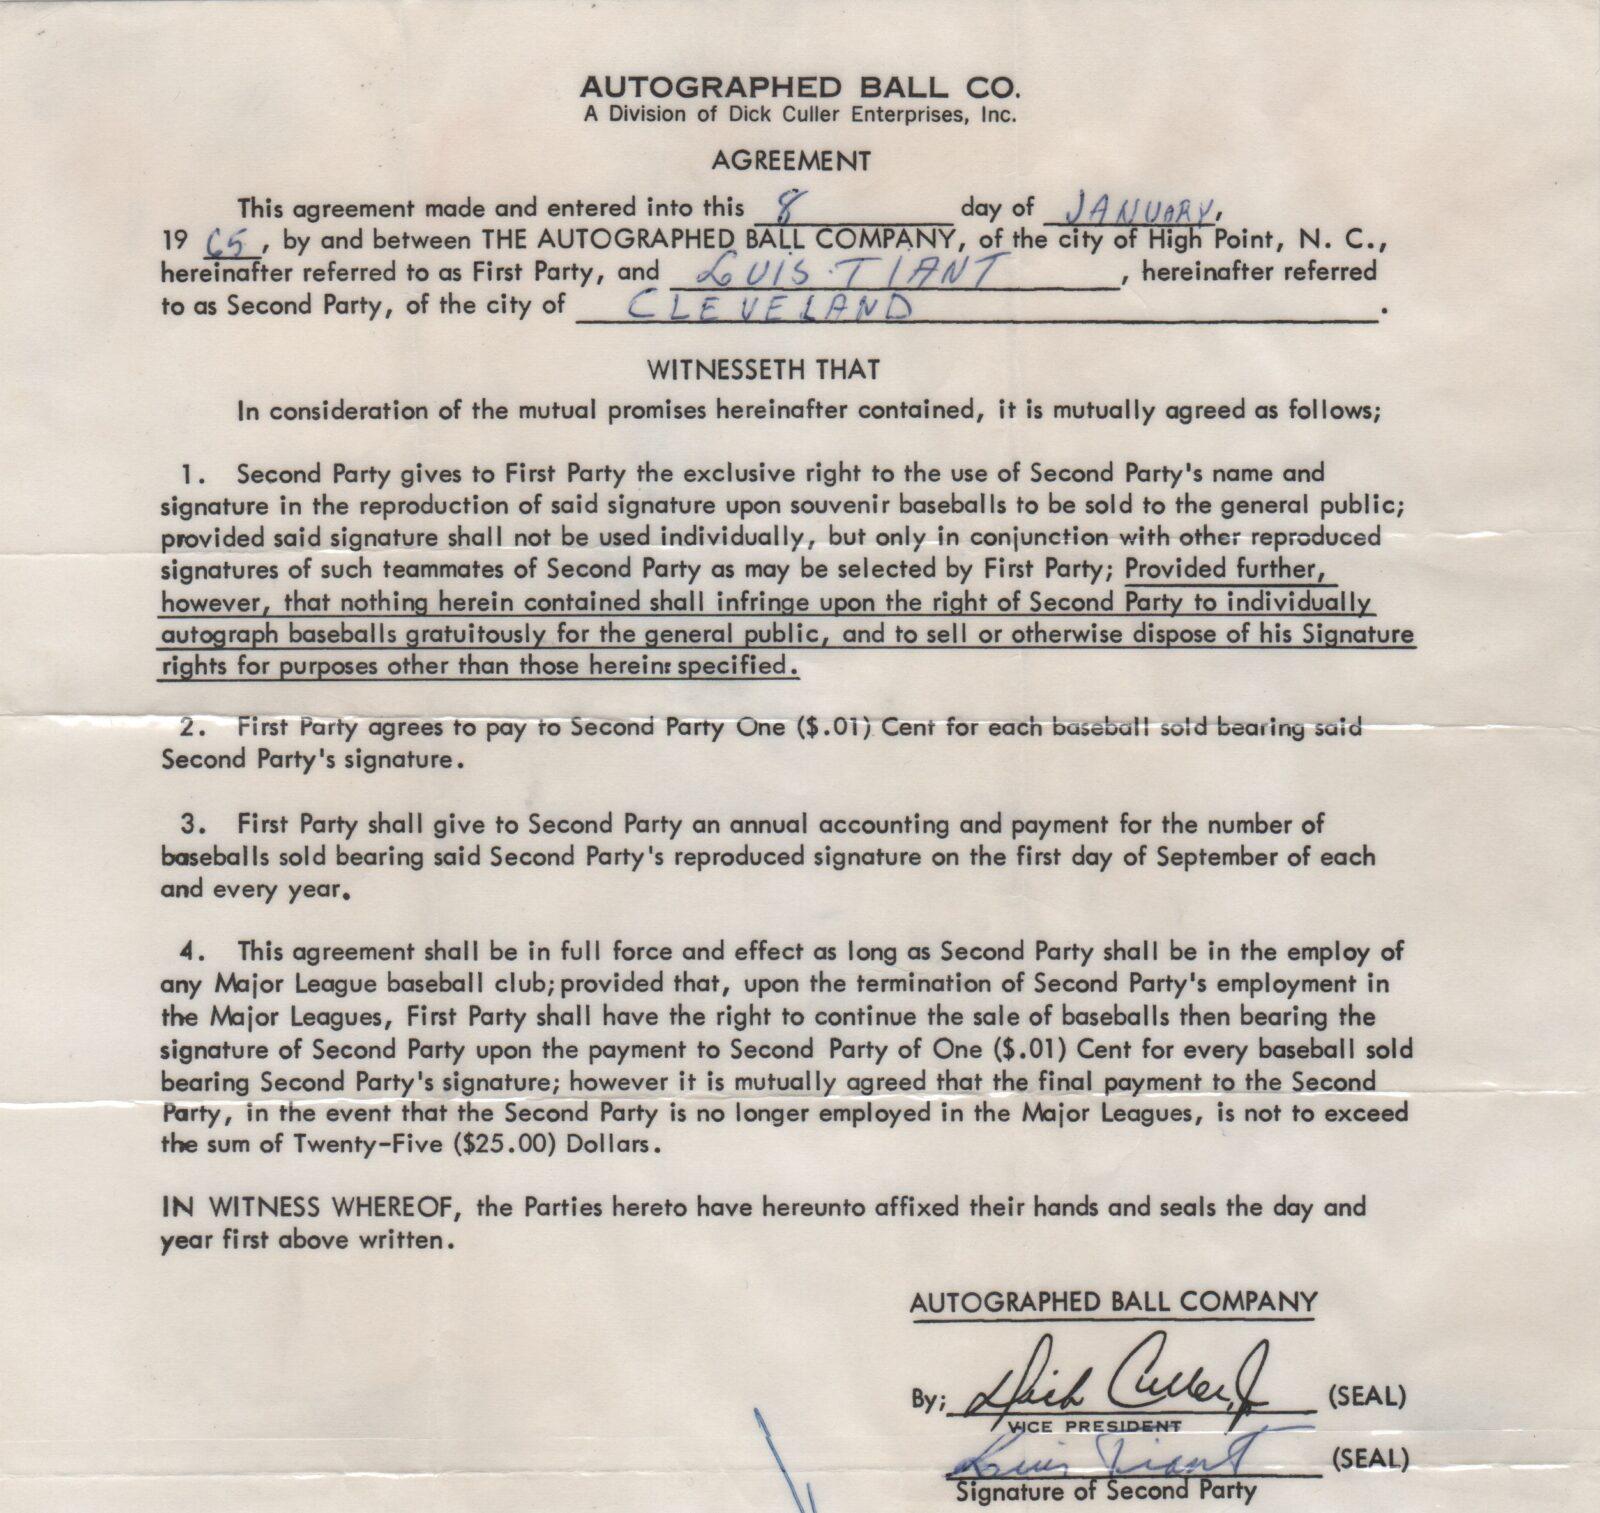 AUTOGRAPHED BALL CO.
A Division of Dick Culler Enterprises, Inc.
AGREEMENT
This agreement made and entered into this 8 day of JANUARY,
19 65, by and between THE AUTOGRAPHED BALL COMPANY, of the city of High Point, N. C.,
hereinafter referred to as First Party, and LUIS TIANT, hereinafter referred
to as Second Party, of the city of CLEVELAND.
WITNESSETH THAT
In consideration of the mutual promises hereinafter contained, it is mutually agreed as follows;
1. Second Party gives to First Party the exclusive right to the use of Second Party's name and
signature in the reproduction of said signature upon souvenir baseballs to be sold to the general public;
provided said signature shall not be used individually, but only in conjunction with other reproduced
signatures of such teammates of Second Party as may be selected by First Party; Provided further,
however, that nothing herein contained shall infringe upon the right of Second Party to individually
autograph baseballs gratuitously for the general public, and to sell or otherwise dispose of his Signature
rights for purposes other than those herein specified.
2. First Party agrees to pay to Second Party One ($.01) Cent for each baseball sold bearing said
Second Party's signature.
3. First Party shall give to Second Party an annual accounting and payment for the number of
baseballs sold bearing said Second Party's reproduced signature on the first day of September of each
and every year.
4. This agreement shall be in full force and effect as long as Second Party shall be in the employ of
any Major League baseball club; provided that, upon the termination of Second Party's employment in
the Major Leagues, First Party shall have the right to continue the sale of baseballs then bearing the
signature of Second Party upon the payment to Second Party of One ($.01) Cent for every baseball sold
bearing Second Party's signature; however it is mutually agreed that the final payment to the Second
Party, in the event that the Second Party is no longer employed in the Major Leagues, is not to exceed
the sum of Twenty-Five ($25.00) Dollars.
IN WITNESS WHEREOF, the Parties hereto have hereunto affixed their hands and seals the day and
year first above written.
AUTOGRAPHED BALL COMPANY
By; Dick Culler, Jr (SEAL)
VICE PRESIDENT
Luis Tiant (SEAL)
Signature of Second Party